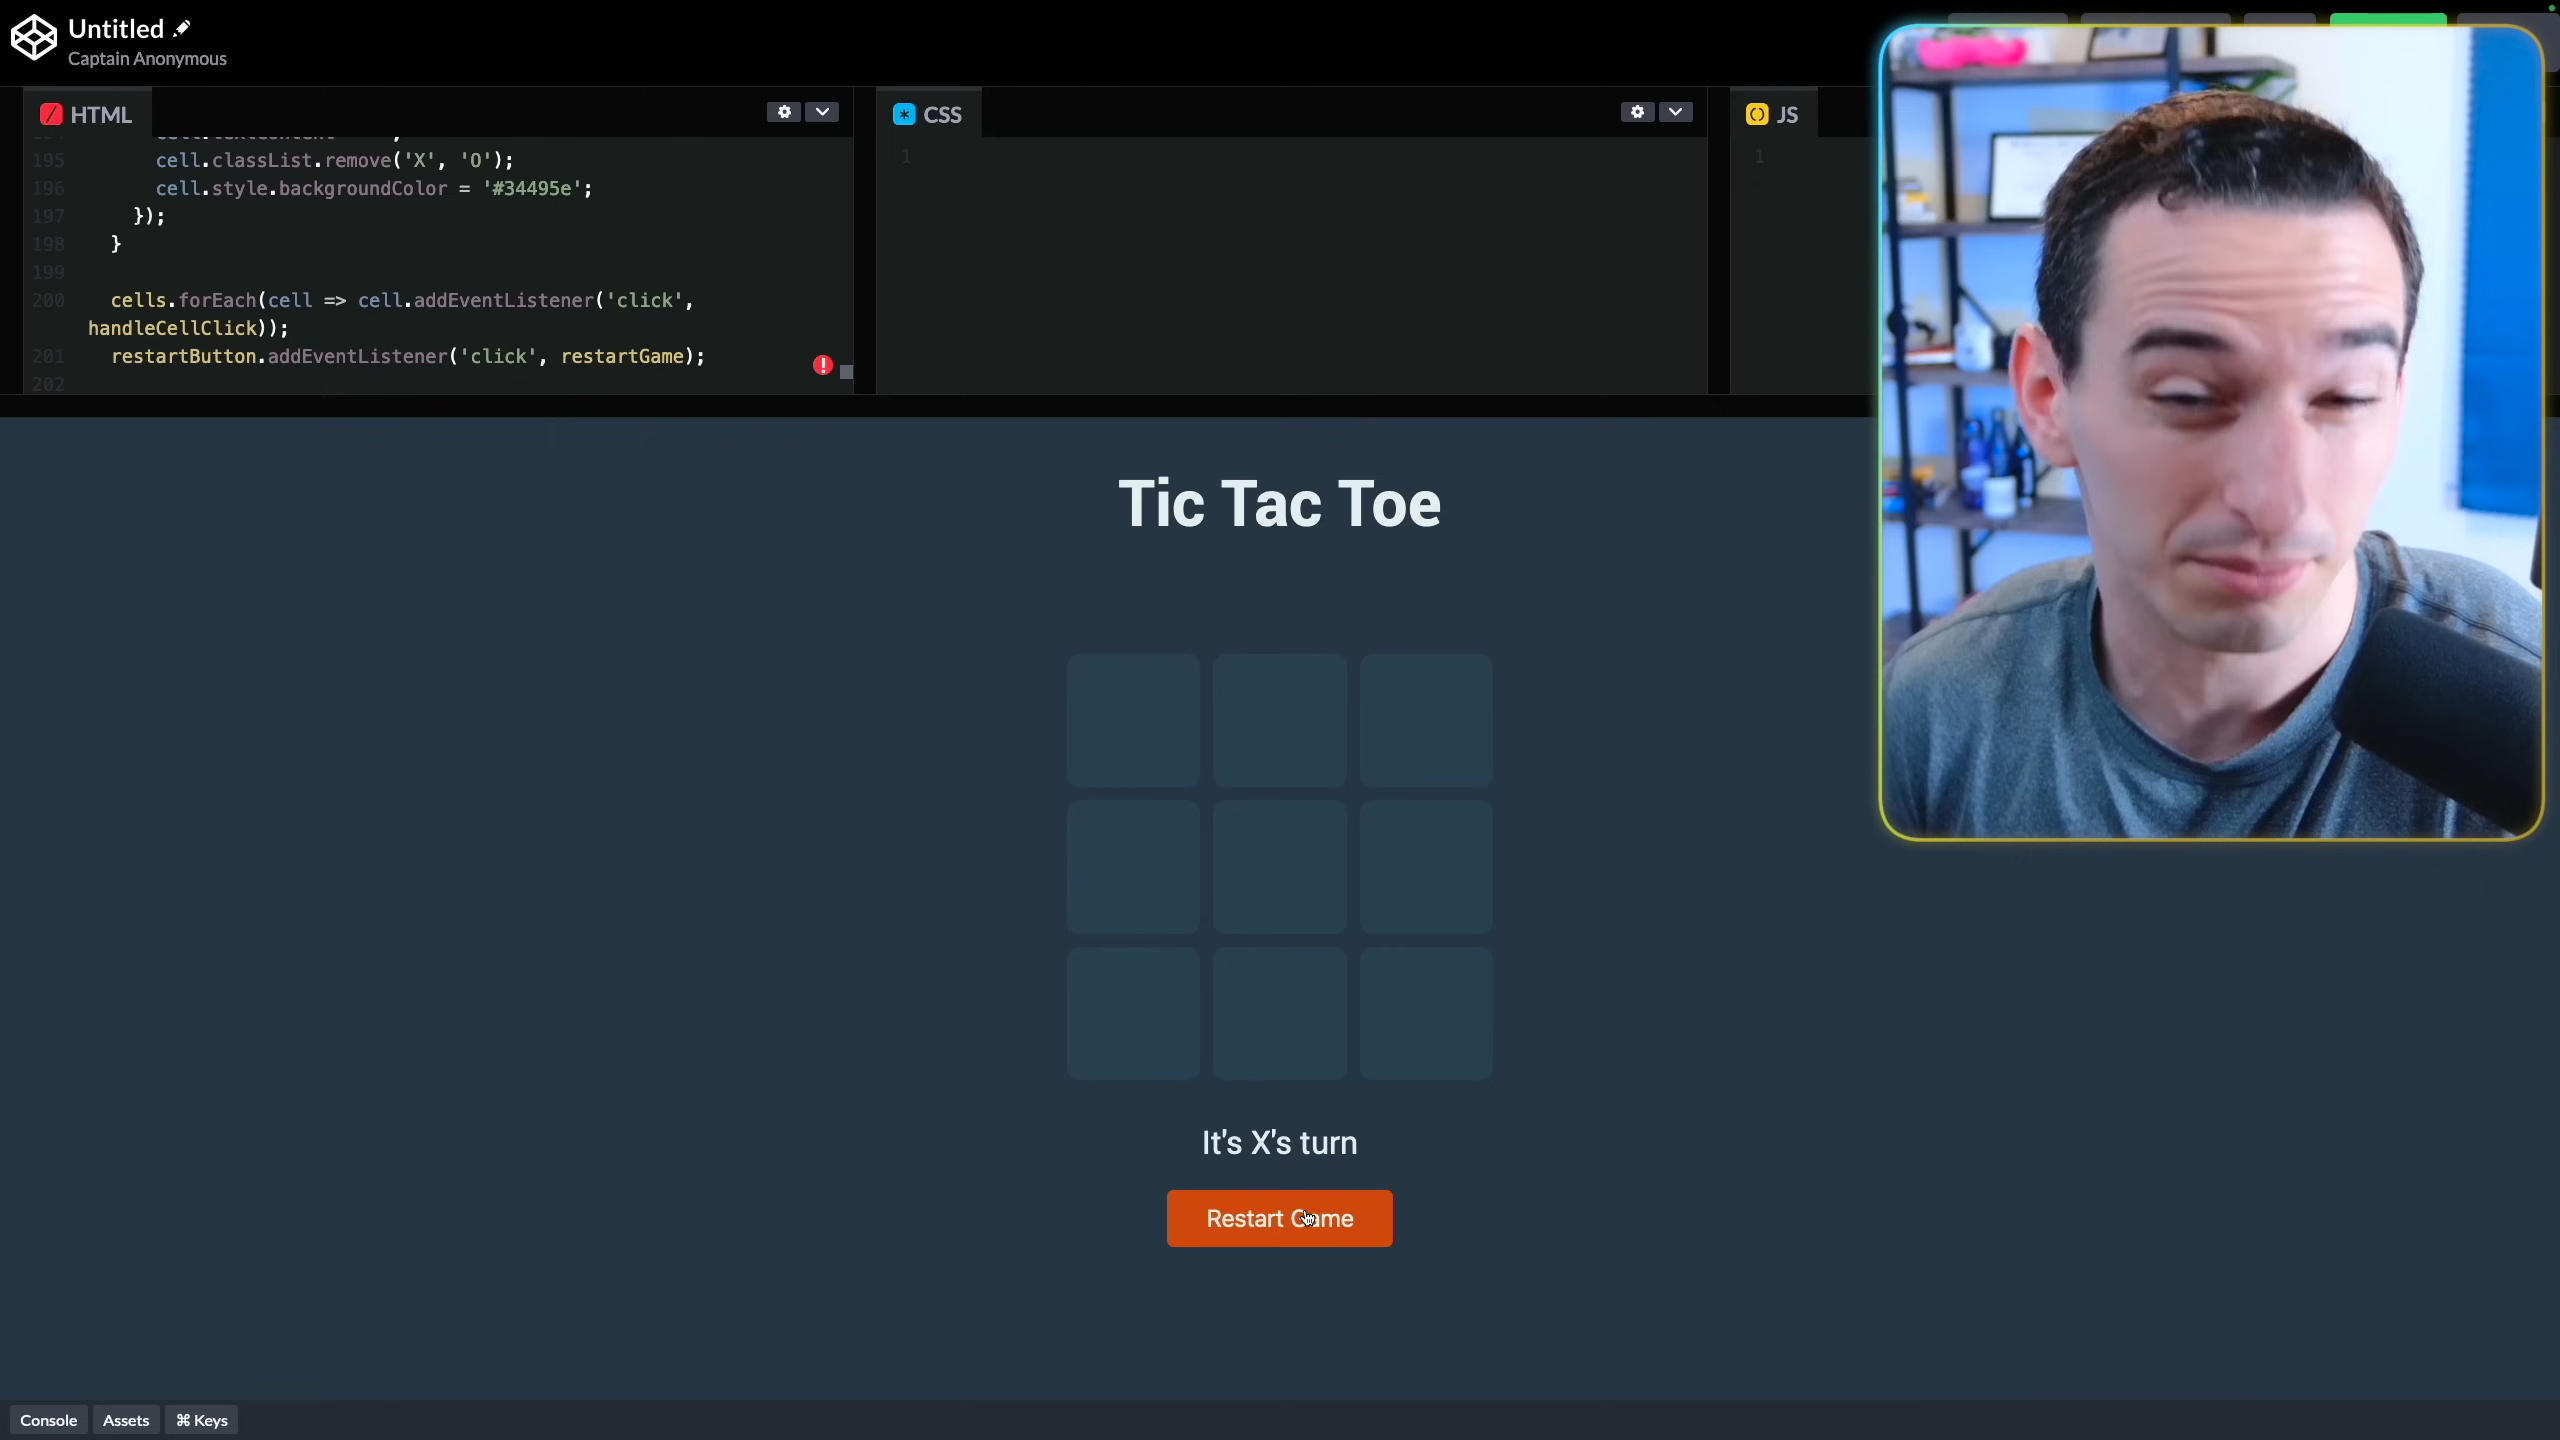 Untitled
Captain Anonymous
HTML
CSS
JS
195 cell.classList.remove('X', 'O');
196 cell.style.backgroundColor = '#34495e';
197 });
198 }
199
200 cells.forEach(cell => cell.addEventListener('click',
handleCellClick));
201 restartButton.addEventListener('click', restartGame);
202
1
1
Tic Tac Toe
It's X's turn
Restart Game
Console
Assets
⌘ Keys